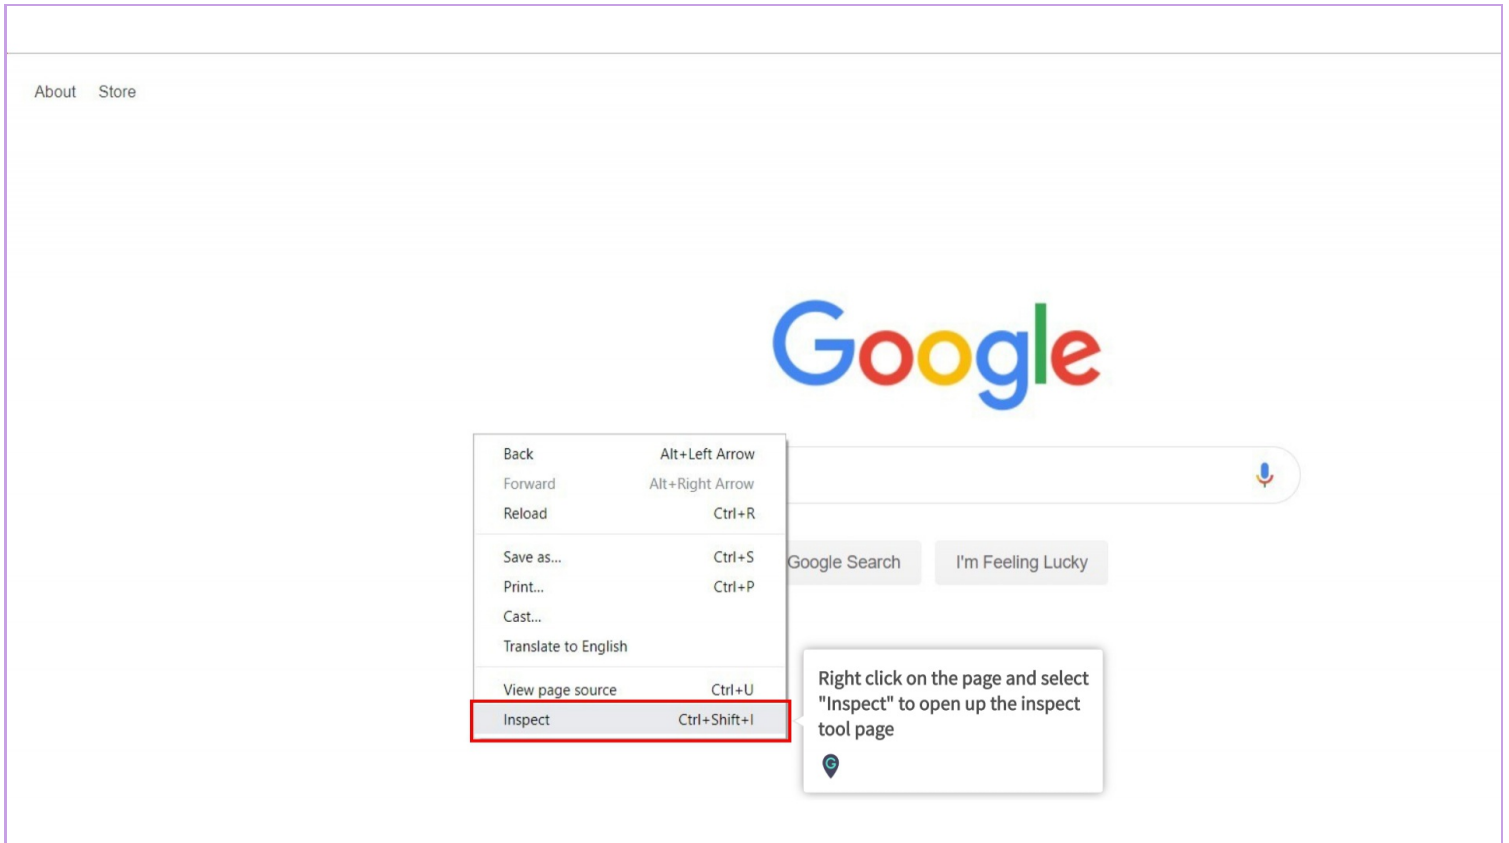 About Store
Google
Back Alt+Left Arrow
Forward Alt+Right Arrow
Reload Ctrl+R
Save as... Ctrl+S
Print... Ctrl+P
Cast...
Translate to English
View page source Ctrl+U
Inspect Ctrl+Shift+I
Google Search I'm Feeling Lucky
Right click on the page and select
"Inspect" to open up the inspect
tool page
G